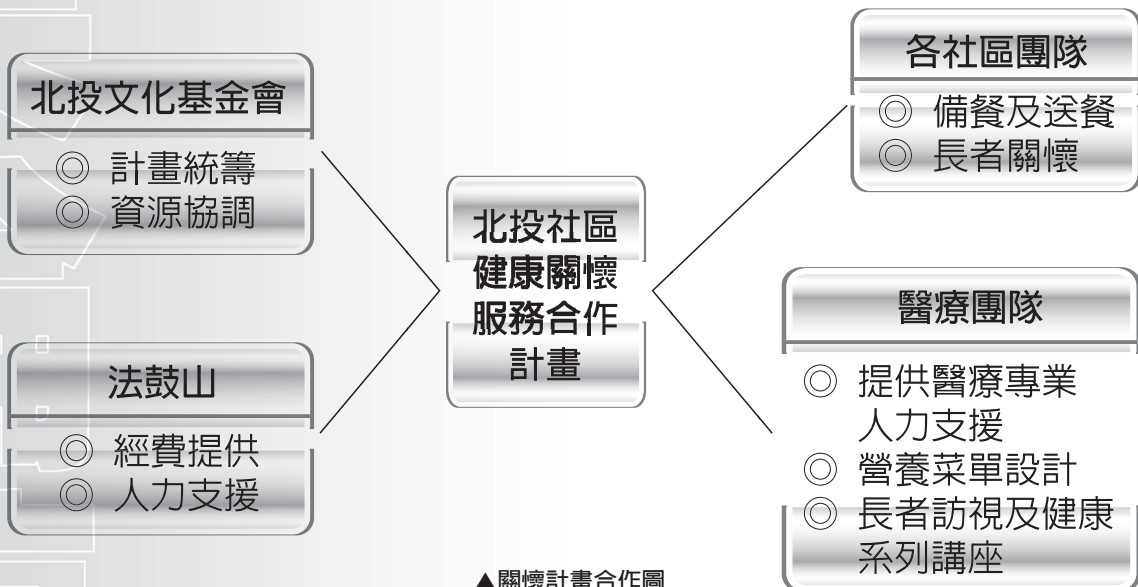 北投文化基金會
◎ 計畫統籌
◎ 資源協調
法鼓山
◎ 經費提供
◎ 人力支援
北投社區
健康關懷
服務合作
計畫
各社區團隊
◎ 備餐及送餐
◎ 長者關懷
醫療團隊
◎ 提供醫療專業
人力支援
◎ 營養菜單設計
◎ 長者訪視及健康
系列講座
▲關懷計畫合作圖